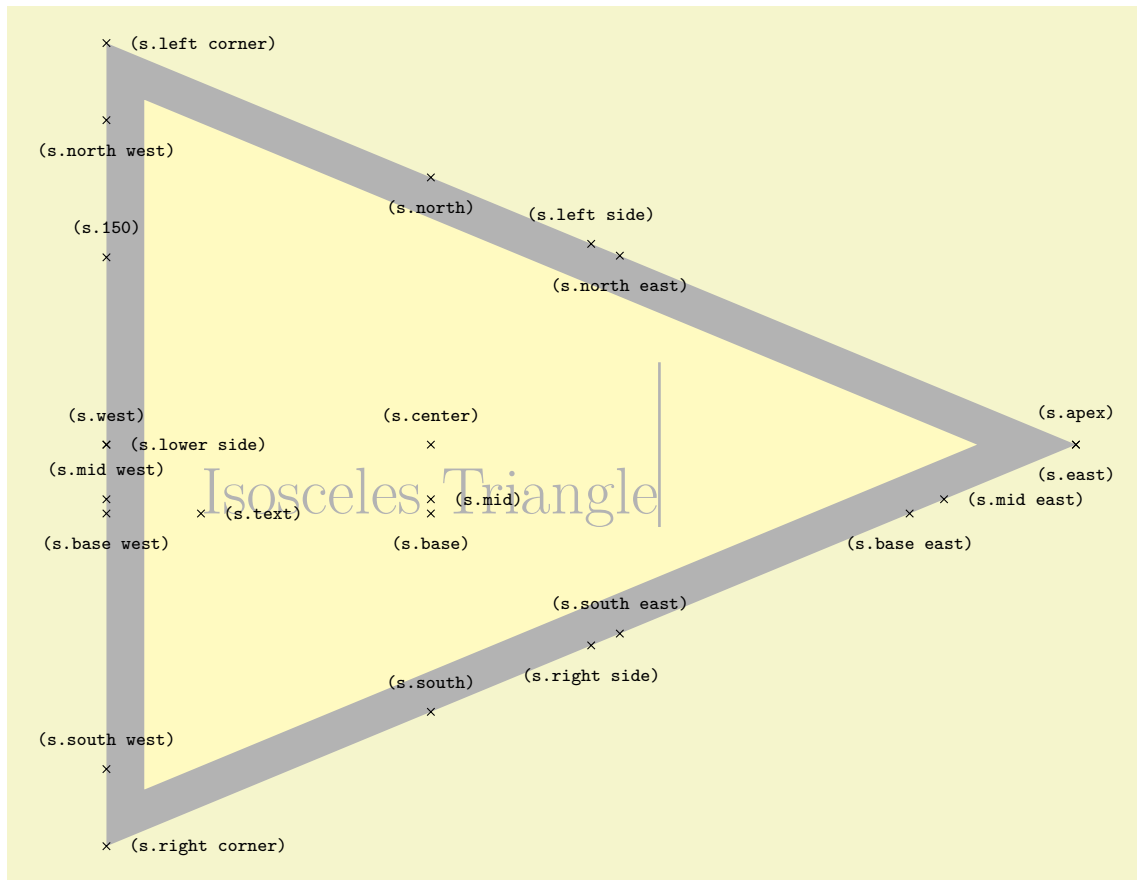 (s.left corner)
(s.north west)
(s.north)
(s.left side)
(s.150)
(s.north east)
(s.apex)
(s.west)
(s.center)
(s.lower side)
(s.mid west)
(s.east)
Isosceles Triangle
(s.mid)
(s.mid east)
(s.text)
(s.base west)
(s.base)
(s.base east)
(s.south east)
(s.right side)
(s.south)
(s.south west)
(s.right corner)